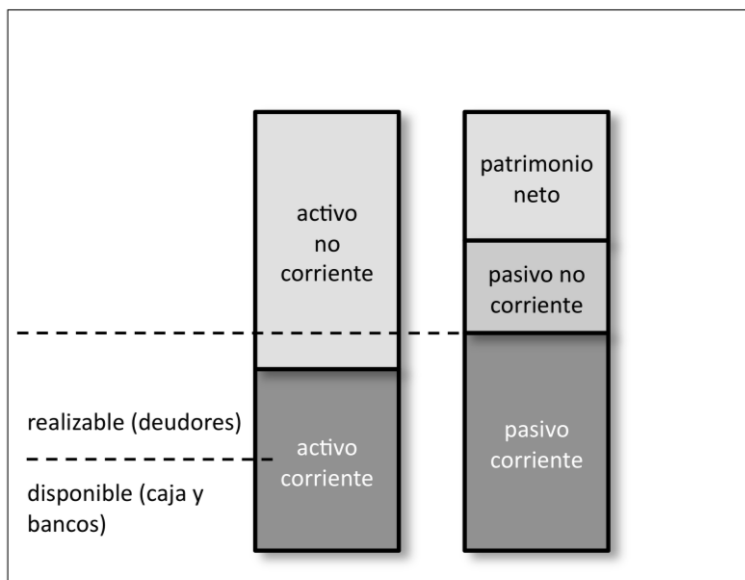 activo
no
corriente
patrimonio
neto
pasivo no
corriente
realizable (deudores)
disponible (caja y
bancos)
activo
corriente
pasivo
corriente